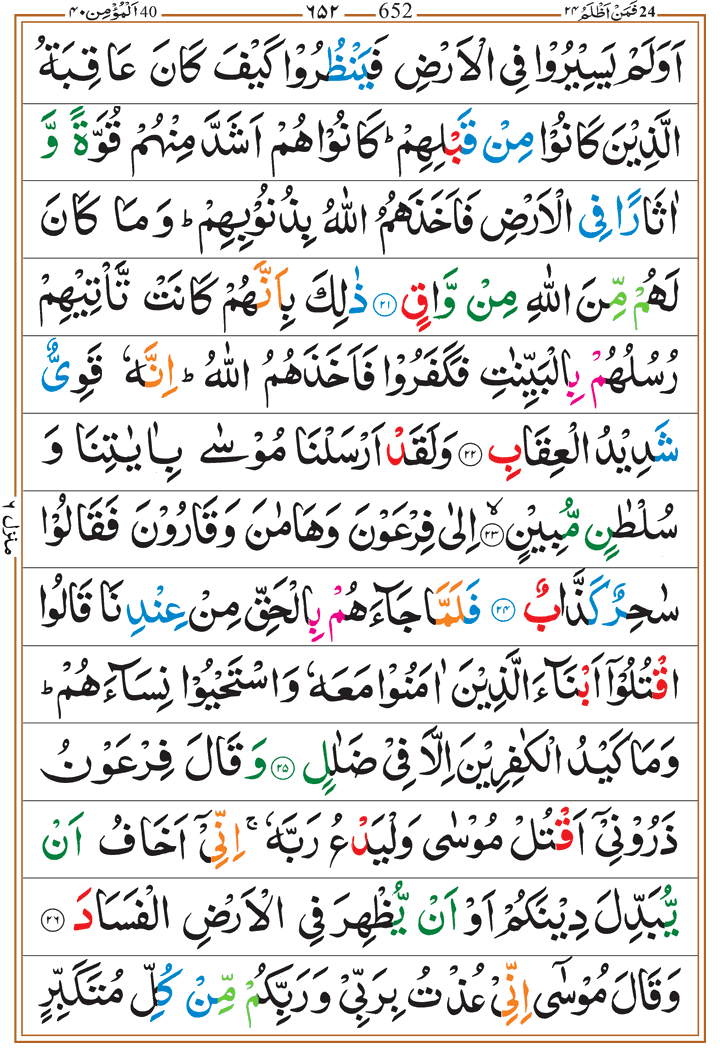 40 اَلْمُؤْمِن ٤٠ ٦٥٢ 652 فَمَنْ اَظْلَمُ ٢٤ 24
اَوَلَمْ يَسِيْرُوْا فِى الْاَرْضِ فَيَنْظُرُوْا كَيْفَ كَانَ عَاقِبَةُ
الَّذِيْنَ كَانُوْا مِنْ قَبْلِهِمْ ؕ كَانُوْا هُمْ اَشَدَّ مِنْهُمْ قُوَّةً وَّ
اٰثَارًا فِى الْاَرْضِ فَاَخَذَهُمُ اللّٰهُ بِذُنُوْبِهِمْ ؕ وَمَا كَانَ
لَهُمْ مِّنَ اللّٰهِ مِنْ وَّاقٍ ٢١ ذٰلِكَ بِاَنَّهُمْ كَانَتْ تَّاْتِيْهِمْ
رُسُلُهُمْ بِالْبَيِّنٰتِ فَكَفَرُوْا فَاَخَذَهُمُ اللّٰهُ ؕ اِنَّهٗ قَوِىٌّ
شَدِيْدُ الْعِقَابِ ٢٢ وَلَقَدْ اَرْسَلْنَا مُوْسٰى بِاٰيٰتِنَا وَ
سُلْطٰنٍ مُّبِيْنٍ ۙ ٢٣ اِلٰى فِرْعَوْنَ وَهَامٰنَ وَقَارُوْنَ فَقَالُوْا
سٰحِرٌ كَذَّابٌ ٢٤ فَلَمَّا جَآءَهُمْ بِالْحَقِّ مِنْ عِنْدِنَا قَالُوا
اقْتُلُوْۤا اَبْنَآءَ الَّذِيْنَ اٰمَنُوْا مَعَهٗ وَاسْتَحْيُوْا نِسَآءَهُمْ ؕ
وَمَا كَيْدُ الْكٰفِرِيْنَ اِلَّا فِىْ ضَلٰلٍ ٢٥ وَقَالَ فِرْعَوْنُ
ذَرُوْنِىْۤ اَقْتُلْ مُوْسٰى وَلْيَدْعُ رَبَّهٗ ۚ اِنِّىْۤ اَخَافُ اَنْ
يُّبَدِّلَ دِيْنَكُمْ اَوْ اَنْ يُّظْهِرَ فِى الْاَرْضِ الْفَسَادَ ٢٦
وَقَالَ مُوْسٰۤى اِنِّىْ عُذْتُ بِرَبِّىْ وَرَبِّكُمْ مِّنْ كُلِّ مُتَكَبِّرٍ
منزل ٦